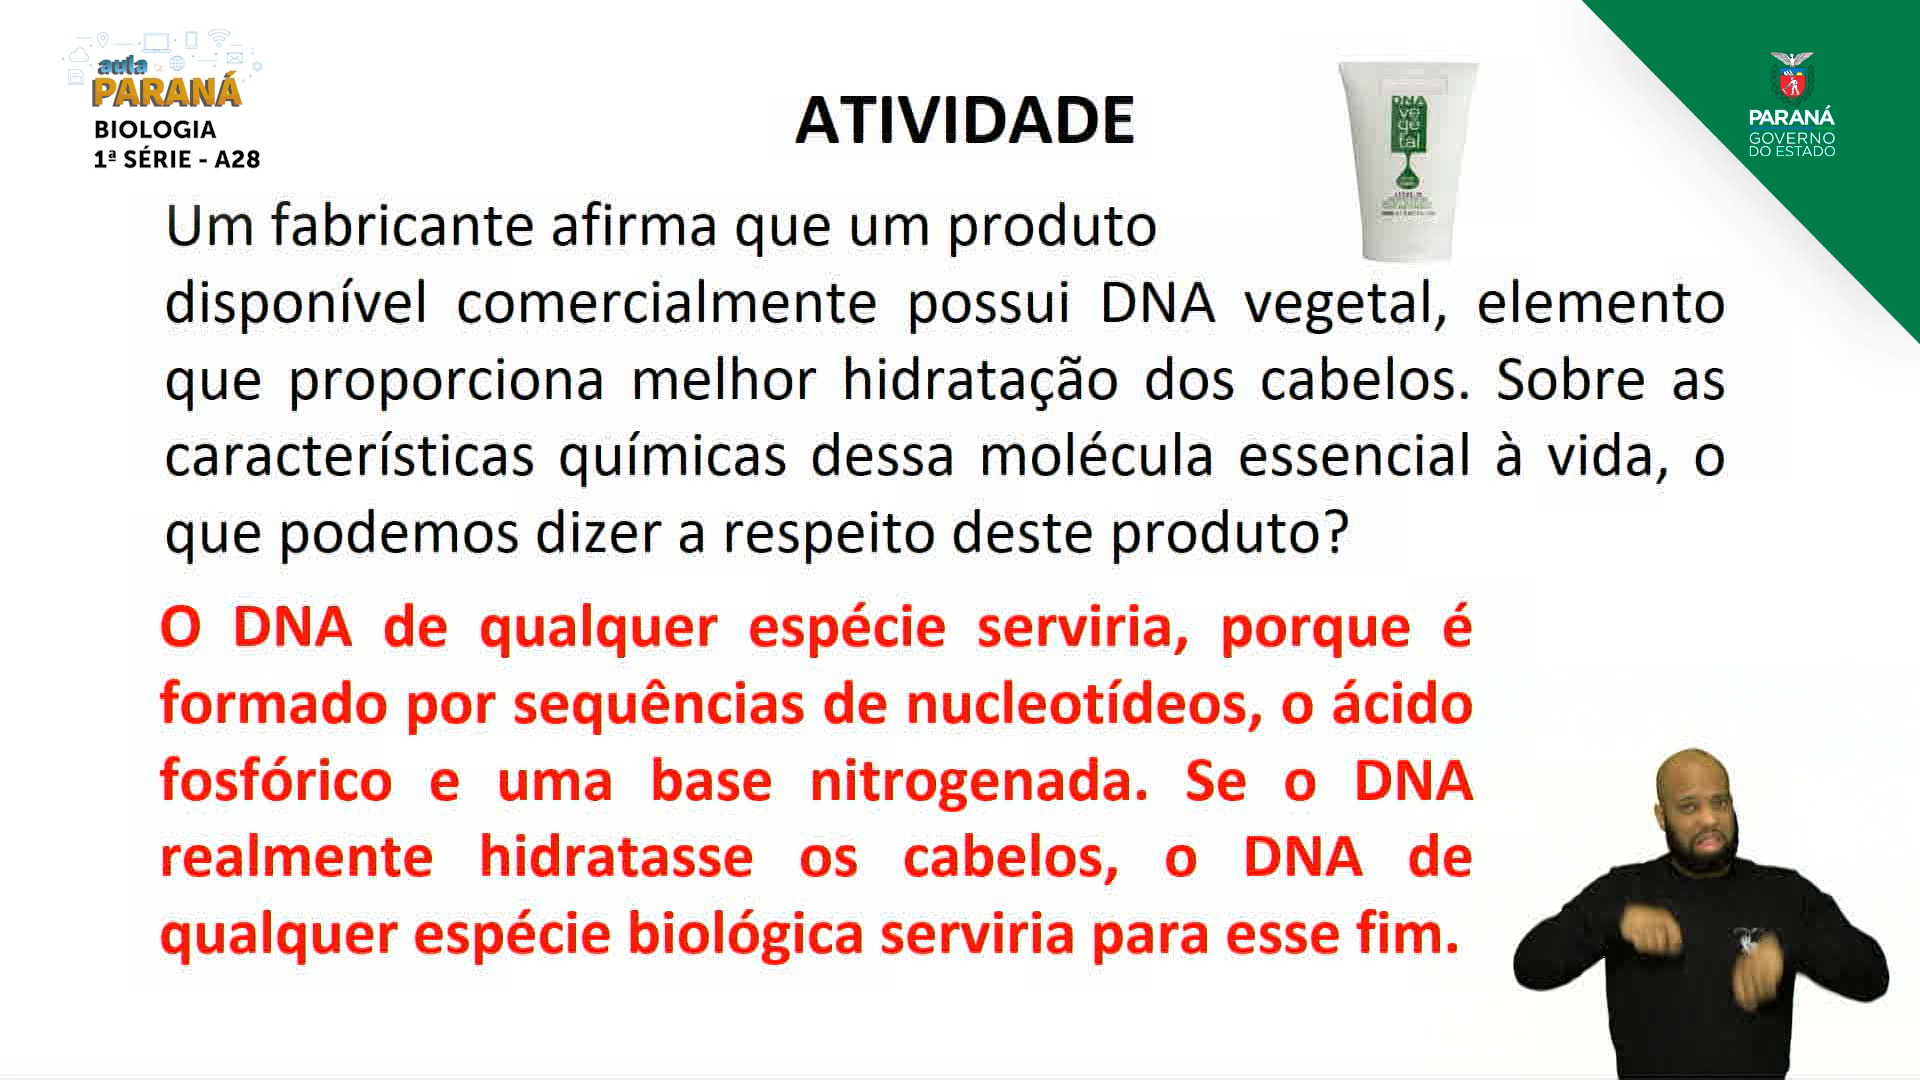 aula
PARANÁ
BIOLOGIA
1ª SÉRIE - A28
ATIVIDADE
DNA
ve
ge
tal
PARANÁ
GOVERNO
DO ESTADO
Um fabricante afirma que um produto
disponível comercialmente possui DNA vegetal, elemento
que proporciona melhor hidratação dos cabelos. Sobre as
características químicas dessa molécula essencial à vida, o
que podemos dizer a respeito deste produto?
O DNA de qualquer espécie serviria, porque é
formado por sequências de nucleotídeos, o ácido
fosfórico e uma base nitrogenada. Se o DNA
realmente hidratasse os cabelos, o DNA de
qualquer espécie biológica serviria para esse fim.